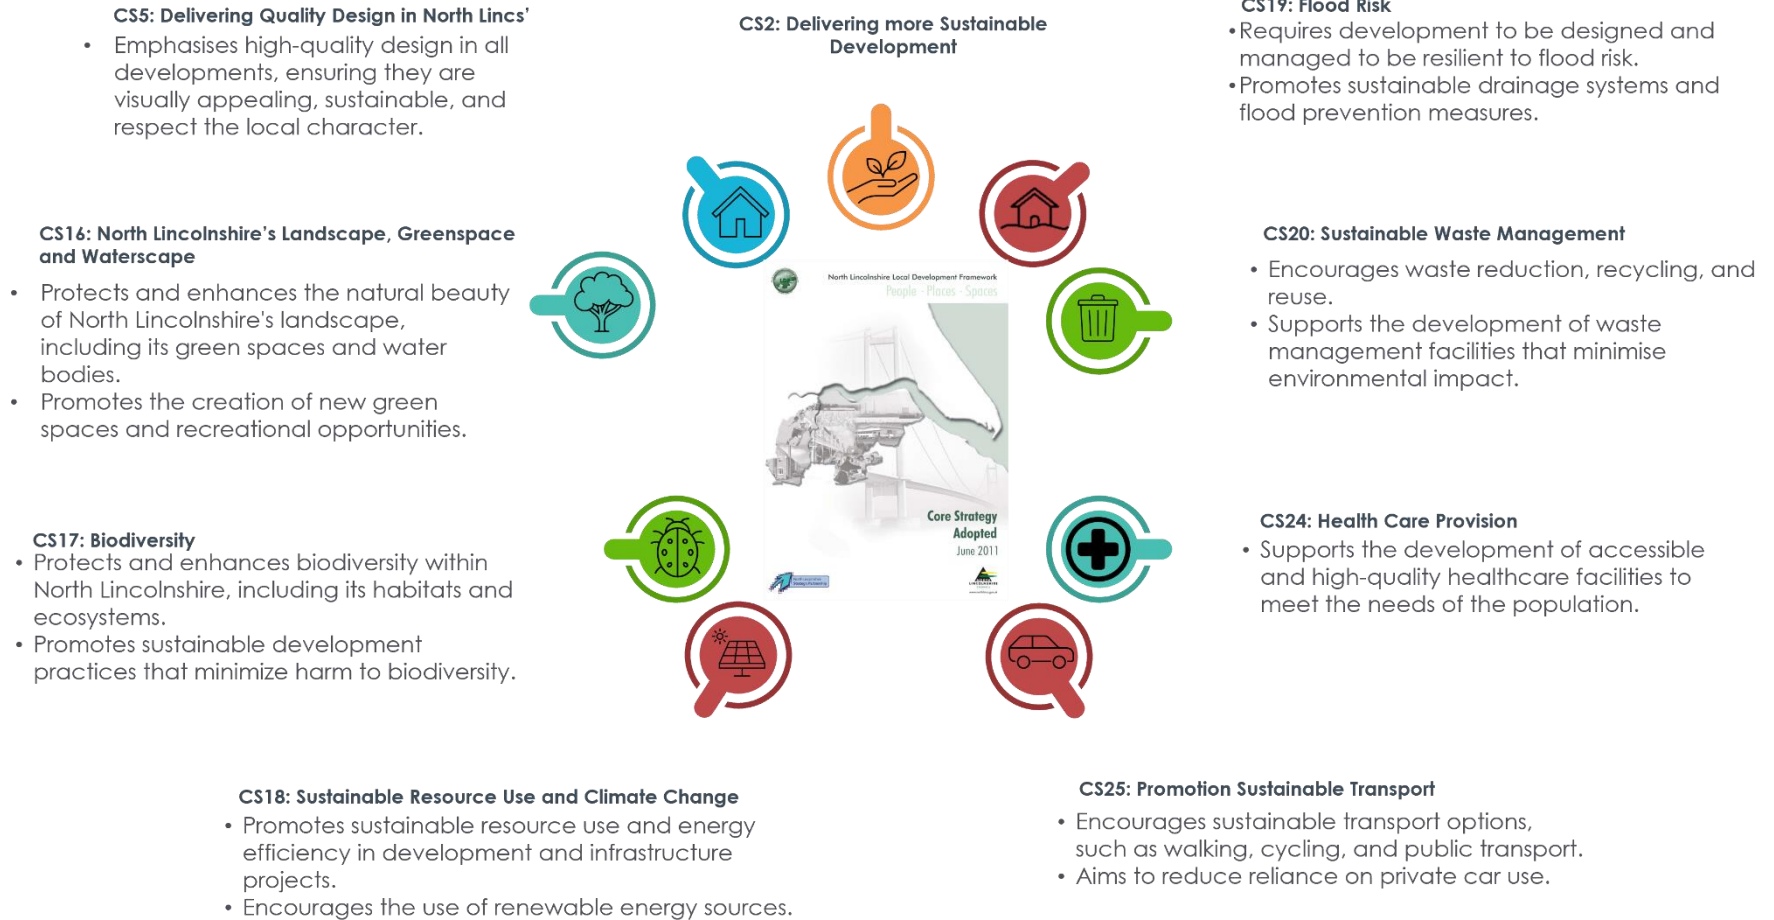 CS5: Delivering Quality Design in North Lincs'
• Emphasises high-quality design in all
developments, ensuring they are
visually appealing, sustainable, and
respect the local character.
CS2: Delivering more Sustainable
Development
CS19: Flood Risk
•Requires development to be designed and
managed to be resilient to flood risk.
•Promotes sustainable drainage systems and
flood prevention measures.
CS16: North Lincolnshire's Landscape, Greenspace
and Waterscape
• Protects and enhances the natural beauty
of North Lincolnshire's landscape,
including its green spaces and water
bodies.
• Promotes the creation of new green
spaces and recreational opportunities.
North Lincolnshire Local Development Framework
People - Places - Spaces
Core Strategy
Adopted
June 2011
LINCOLNSHIRE
CS20: Sustainable Waste Management
• Encourages waste reduction, recycling, and
reuse.
• Supports the development of waste
management facilities that minimise
environmental impact.
CS17: Biodiversity
• Protects and enhances biodiversity within
North Lincolnshire, including its habitats and
ecosystems.
• Promotes sustainable development
practices that minimize harm to biodiversity.
CS24: Health Care Provision
• Supports the development of accessible
and high-quality healthcare facilities to
meet the needs of the population.
CS18: Sustainable Resource Use and Climate Change
• Promotes sustainable resource use and energy
efficiency in development and infrastructure
projects.
• Encourages the use of renewable energy sources.
CS25: Promotion Sustainable Transport
• Encourages sustainable transport options,
such as walking, cycling, and public transport.
• Aims to reduce reliance on private car use.